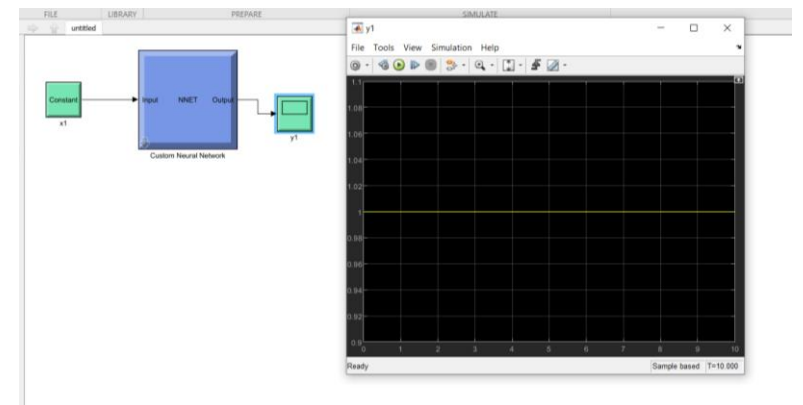 FILE LIBRARY PREPARE SIMULATE
untitled
Constant
x1
Input NNET Output
Custom Neural Network
y1
y1
File Tools View Simulation Help
1.1
1.08
1.06
1.04
1.02
1
0.98
0.96
0.94
0.92
0.9
0 1 2 3 4 5 6 7 8 9 10
Ready Sample based T=10.000